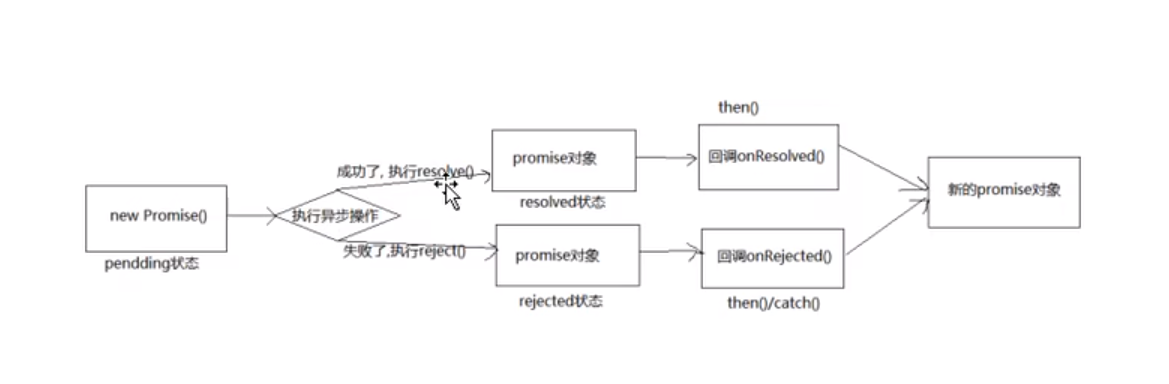 then()
成功了, 执行resolve()
promise对象
回调onResolved()
新的promise对象
new Promise()
执行异步操作
resolved状态
pendding状态
失败了,执行reject()
promise对象
回调onRejected()
rejected状态
then()/catch()